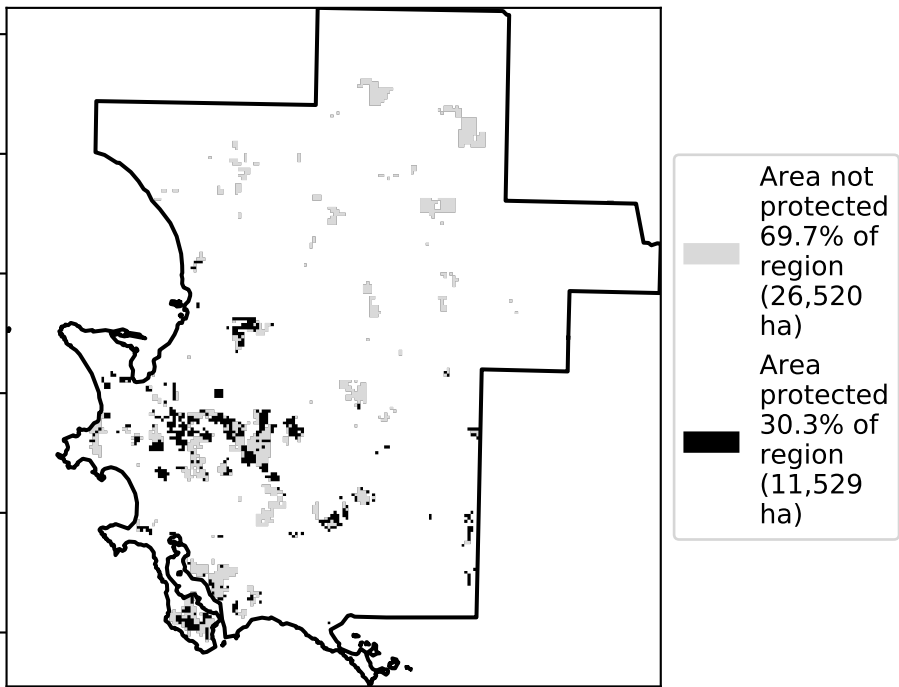 Area not
protected
69.7% of
region
(26,520
ha)
Area
protected
30.3% of
region
(11,529
ha)